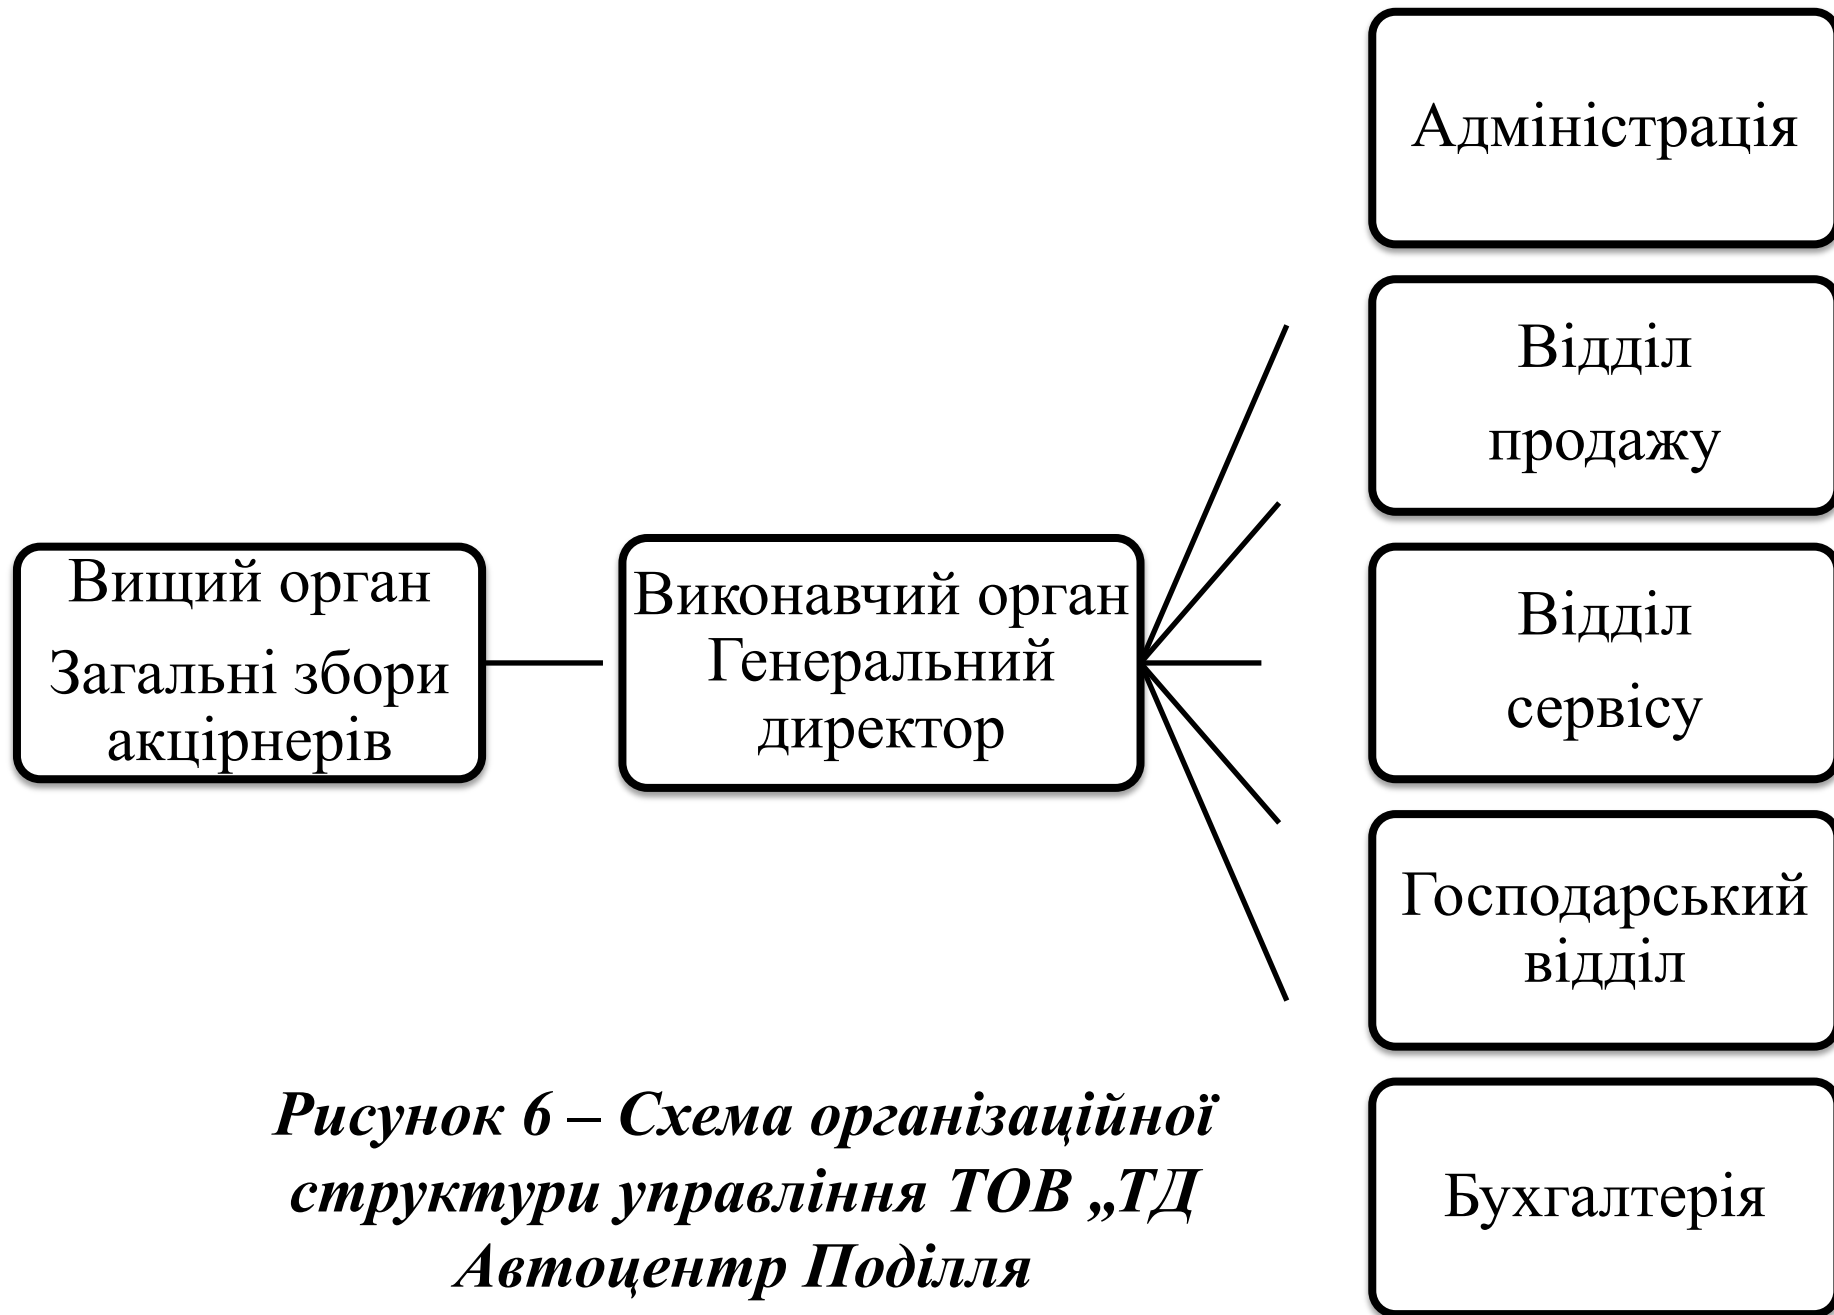 Вищий орган
Загальні збори
акцірнерів
Виконавчий орган
Генеральний
директор
Адміністрація
Відділ
продажу
Відділ
сервісу
Господарський
відділ
Бухгалтерія
Рисунок 6 – Схема організаційної
структури управління ТОВ „ТД
Автоцентр Поділля